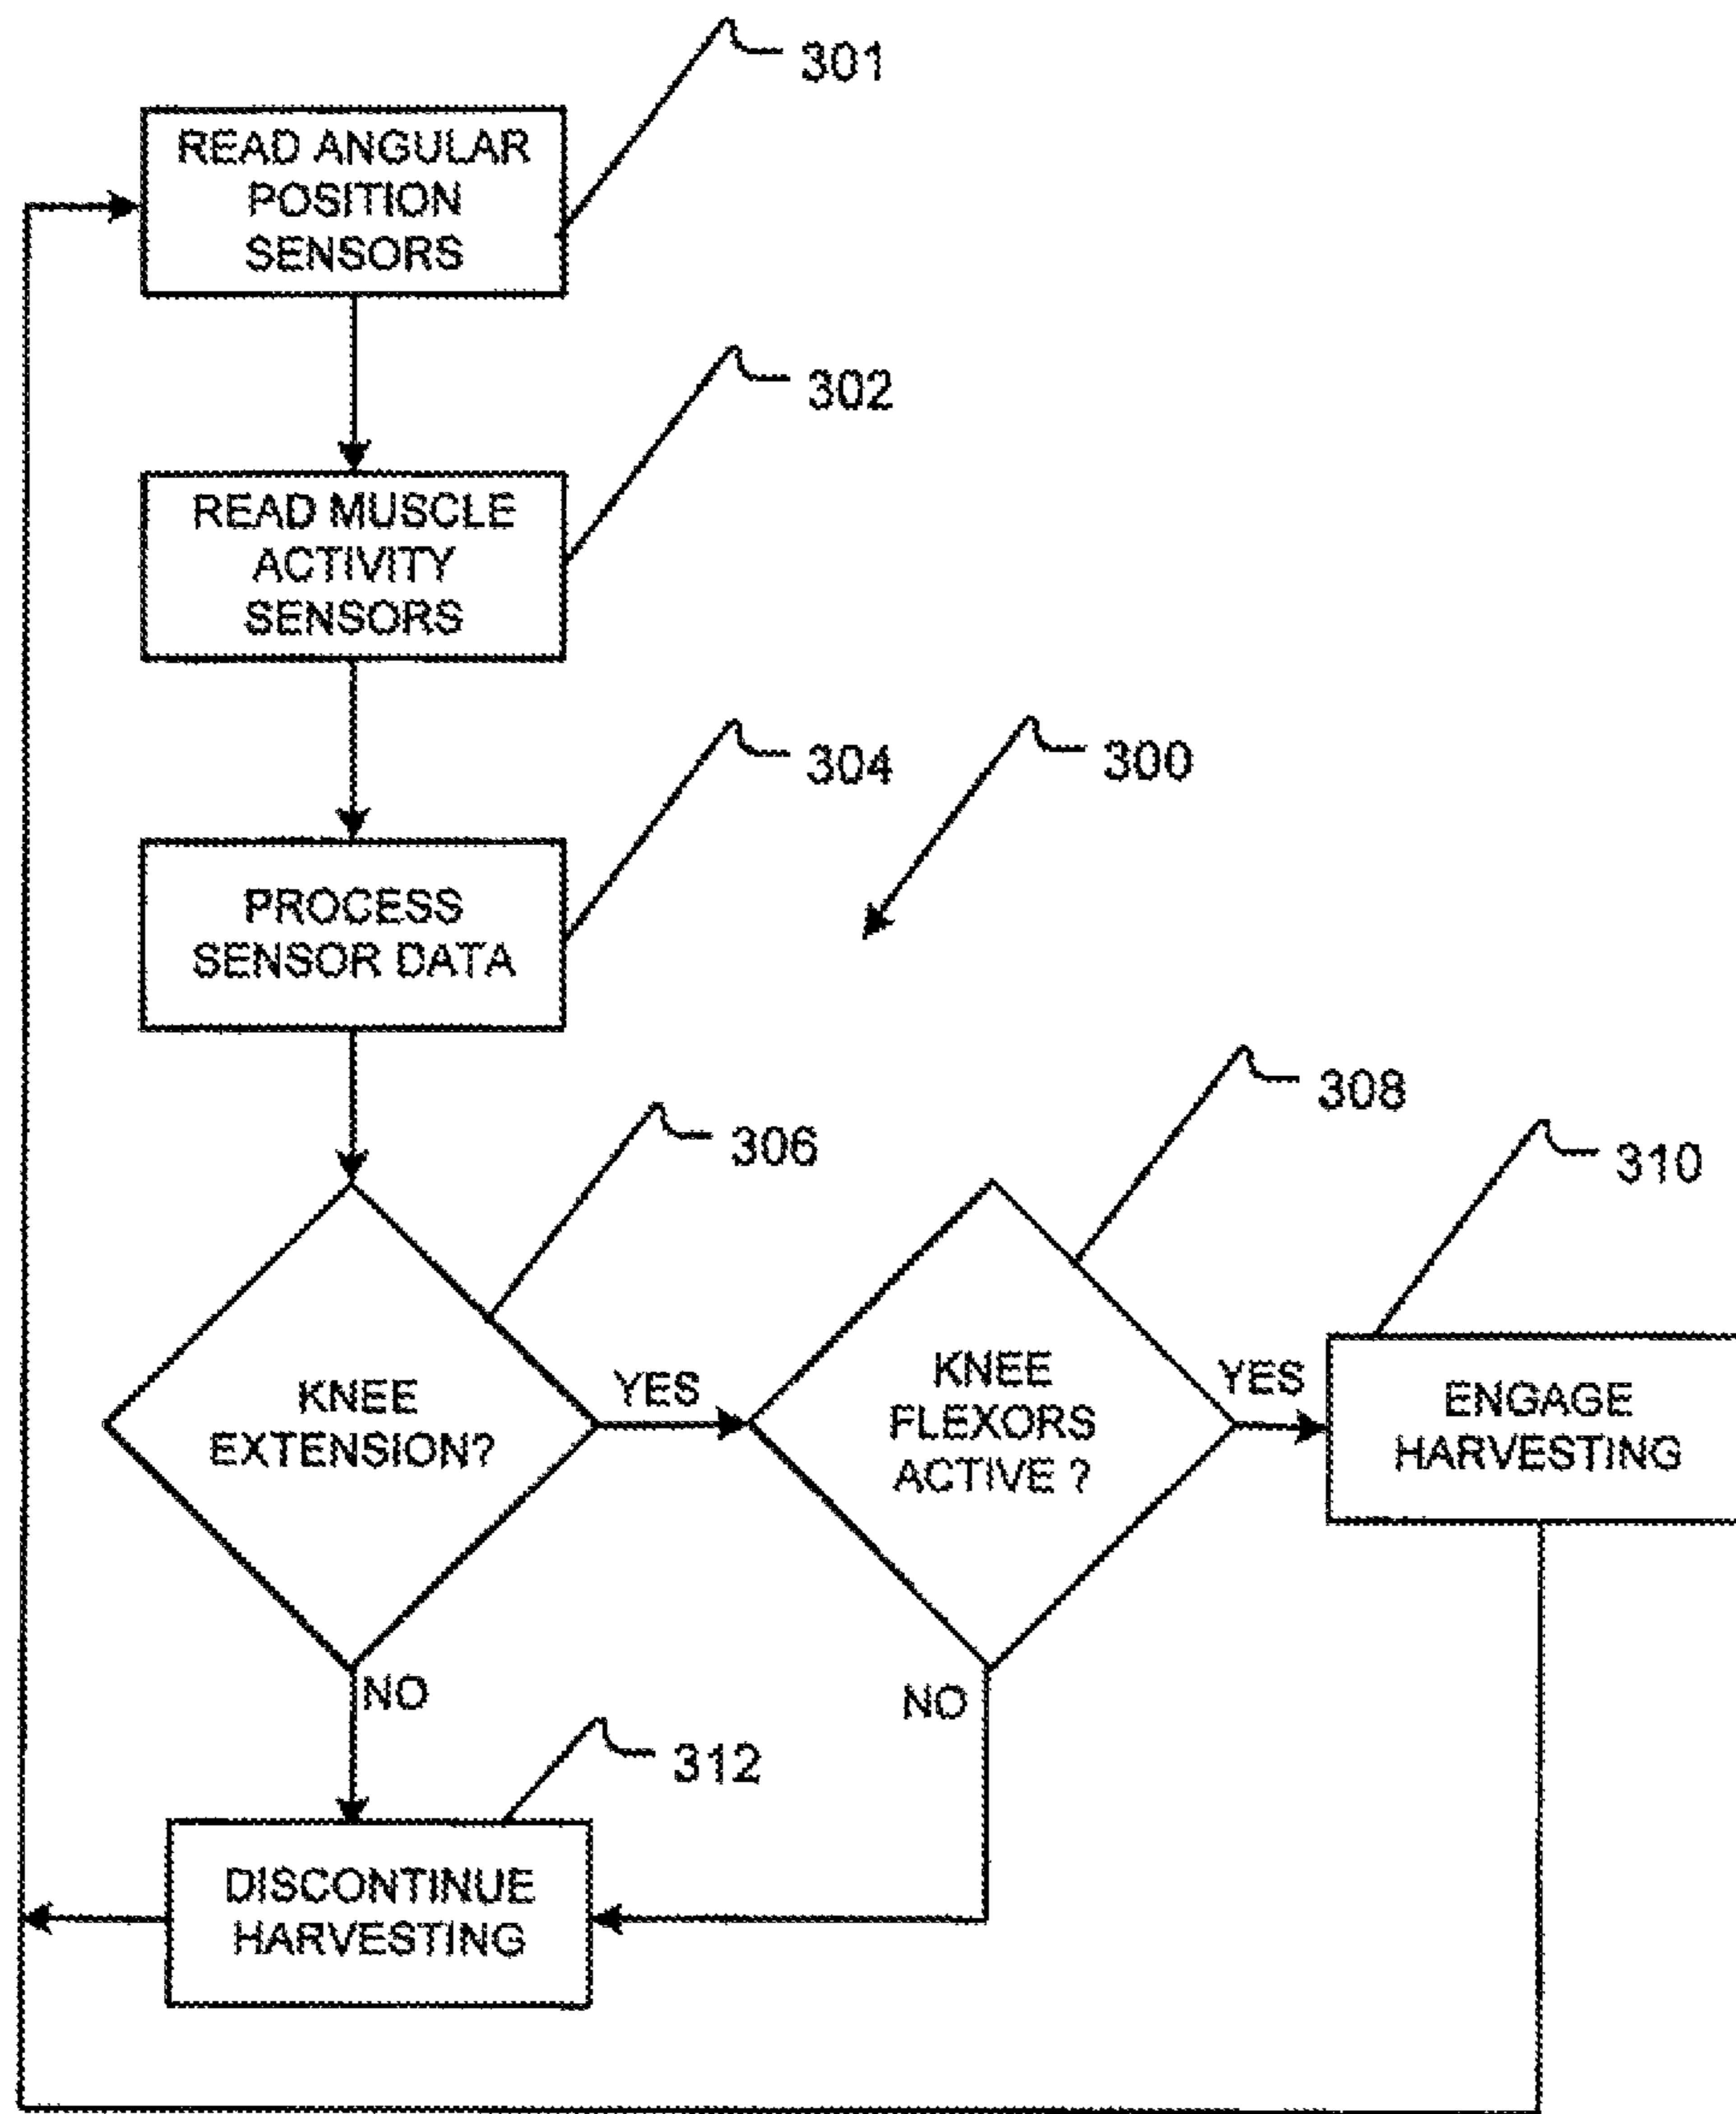 301
READ ANGULAR
POSITION
SENSORS
302
READ MUSCLE
ACTIVITY
SENSORS
304
300
PROCESS
SENSOR DATA
306
308
310
KNEE
EXTENSION?
YES
KNEE
FLEXORS
ACTIVE ?
YES
ENGAGE
HARVESTING
NO
NO
312
DISCONTINUE
HARVESTING